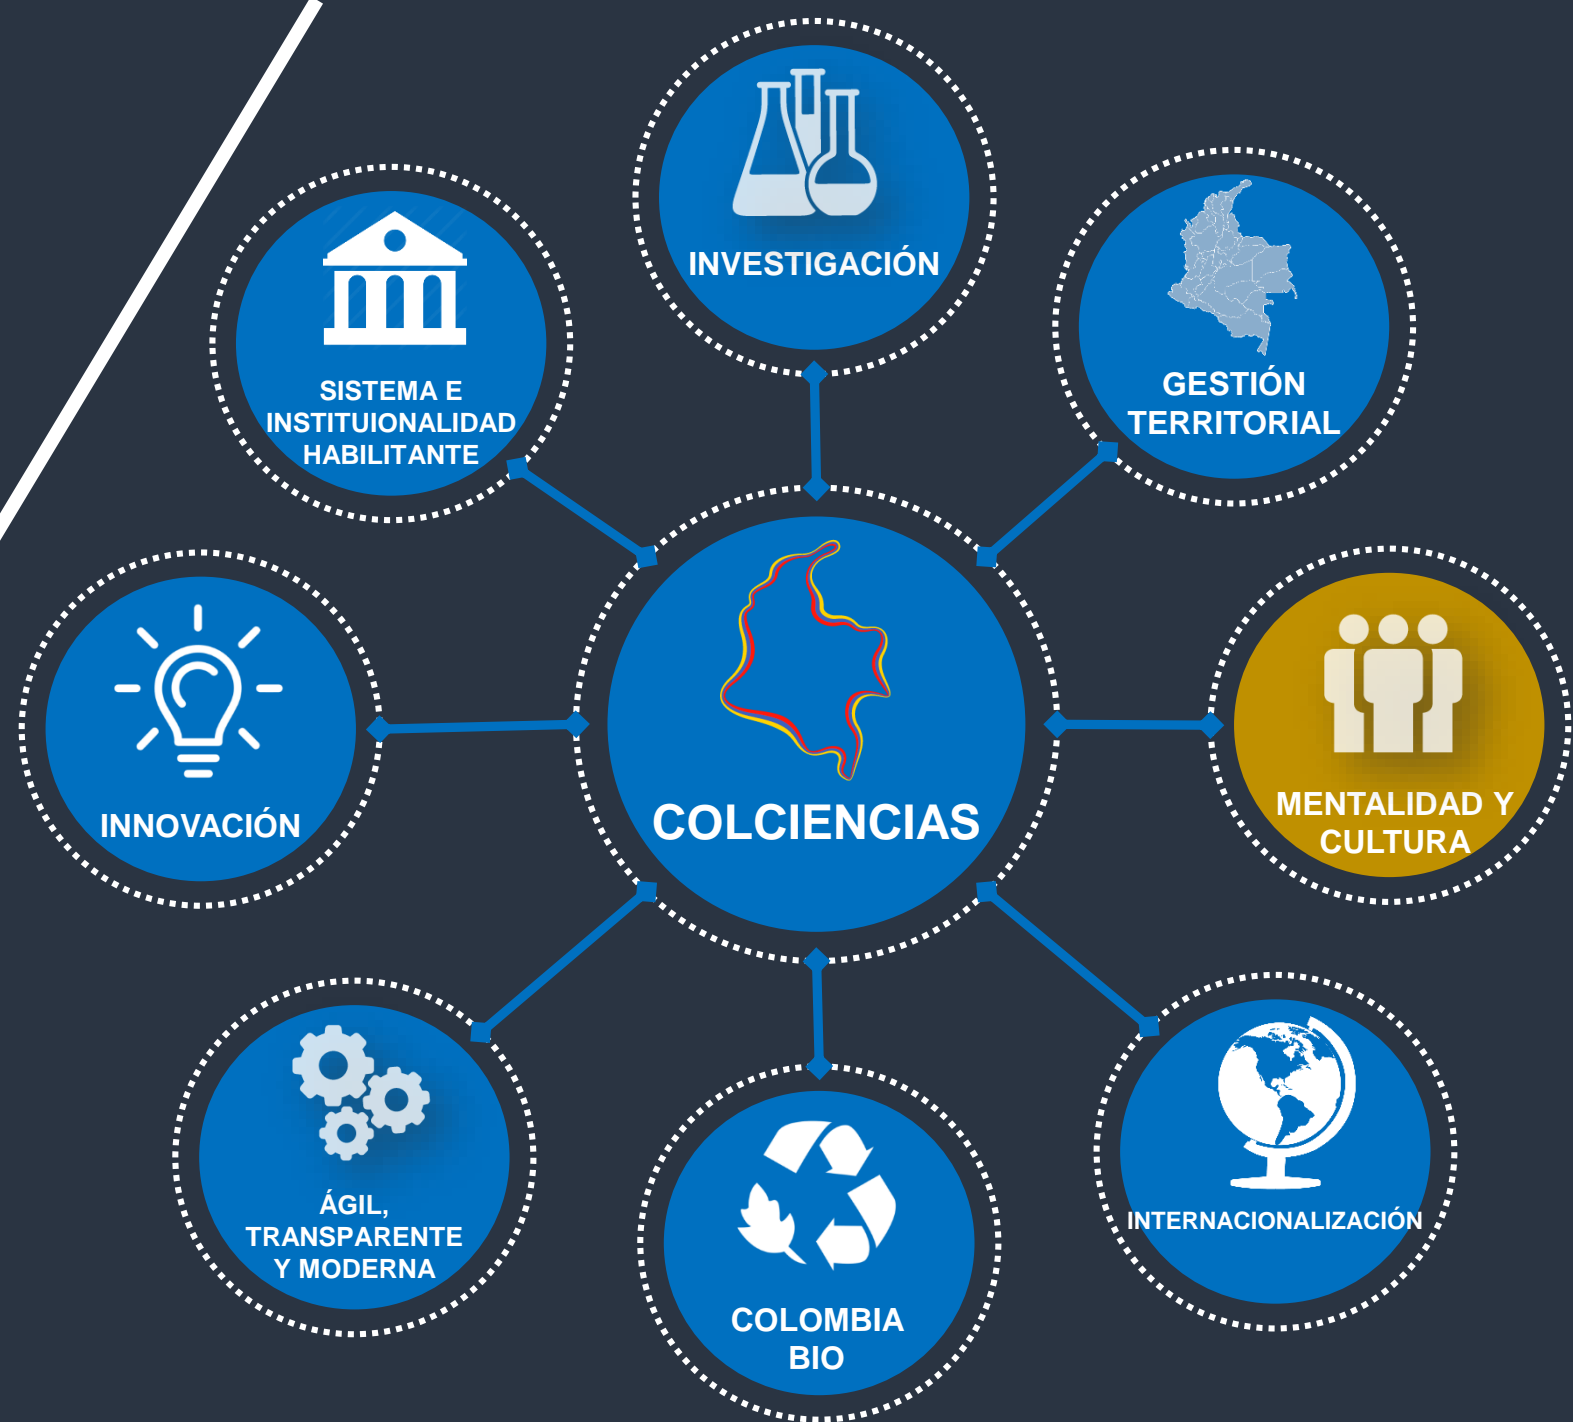 INVESTIGACIÓN
GESTIÓN
TERRITORIAL
SISTEMA E
INSTITUIONALIDAD
HABILITANTE
COLCIENCIAS
MENTALIDAD Y
CULTURA
INNOVACIÓN
ÁGIL,
TRANSPARENTE
Y MODERNA
INTERNACIONALIZACIÓN
COLOMBIA
BIO